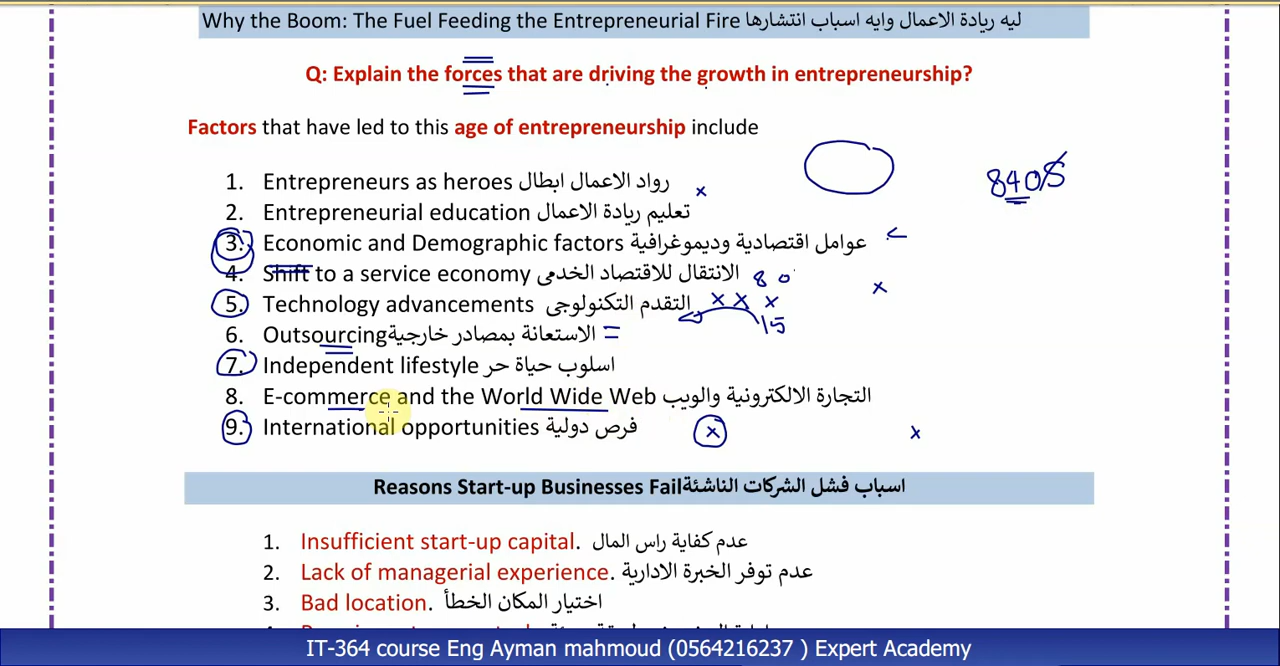 Why the Boom: The Fuel Feeding the Entrepreneurial Fire ليه ريادة الاعمال وايه اسباب انتشارها
Q: Explain the forces that are driving the growth in entrepreneurship?
Factors that have led to this age of entrepreneurship include
840$
1. Entrepreneurs as heroes رواد الاعمال ابطال x
2. Entrepreneurial education تعليم ريادة الاعمال
3. Economic and Demographic factors عوامل اقتصادية وديموغرافية
4. Shift to a service economy الانتقال للاقتصاد الخدمى 80 x
5. Technology advancements التقدم التكنولوجى x x x
15
6. Outsourcing الاستعانة بمصادر خارجية =
7. Independent lifestyle اسلوب حياة حر
8. E-commerce and the World Wide Web التجارة الالكترونية والويب
9. International opportunities فرص دولية x x
Reasons Start-up Businesses Fail اسباب فشل الشركات الناشئة
1. Insufficient start-up capital. عدم كفاية راس المال
2. Lack of managerial experience. عدم توفر الخبرة الادارية
3. Bad location. اختيار المكان الخطأ
IT-364 course Eng Ayman mahmoud (0564216237 ) Expert Academy